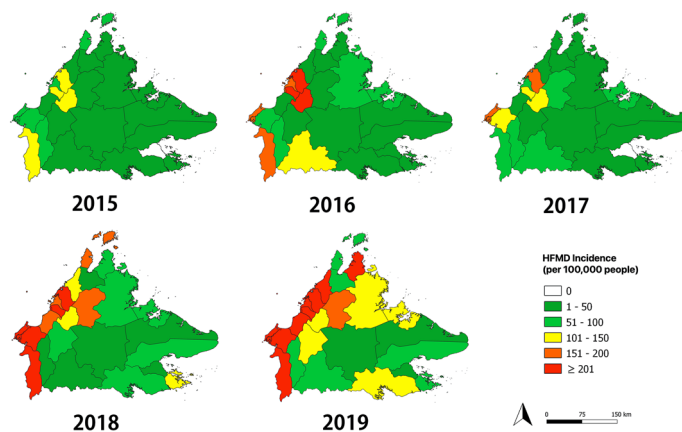 2015
2016
2017
2018
2019
HFMD Incidence
(per 100,000 people)
0
1 - 50
51 - 100
101 - 150
151 - 200
≥ 201
0 75 150 km